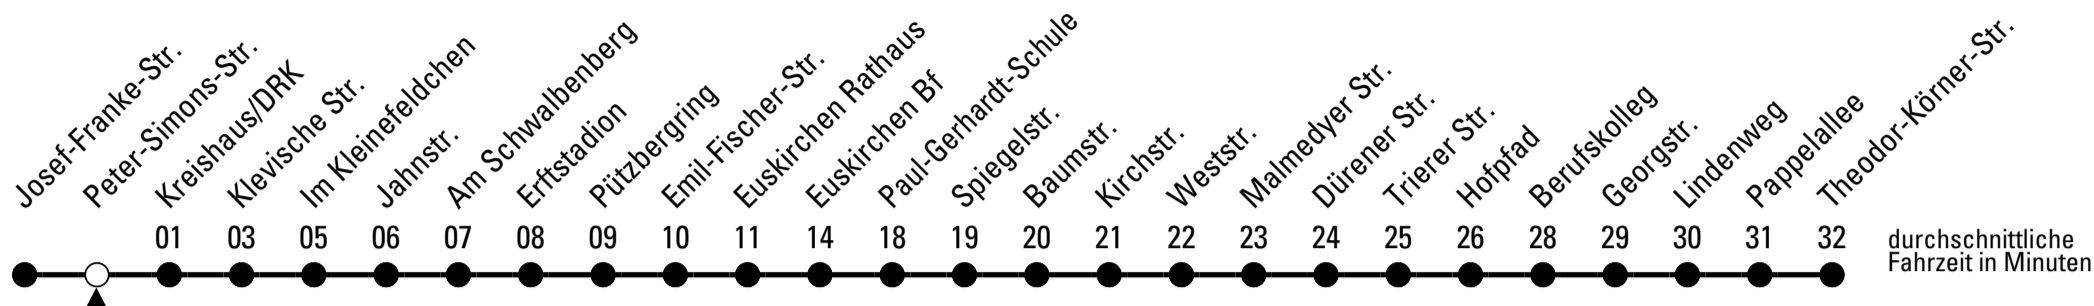 Josef-Franke-Str.
Peter-Simons-Str.
Kreishaus/DRK
Klevische Str.
Im Kleinefeldchen
Jahnstr.
Am Schwalbenberg
Erftstadion
Pützbergring
Emil-Fischer-Str.
Euskirchen Rathaus
Euskirchen Bf
Paul-Gerhardt-Schule
Spiegelstr.
Baumstr.
Kirchstr.
Weststr.
Malmedyer Str.
Dürener Str.
Trierer Str.
Hofpfad
Berufskolleg
Georgstr.
Lindenweg
Pappelallee
Theodor-Körner-Str.
01 03 05 06 07 08 09 10 11 14 18 19 20 21 22 23 24 25 26 28 29 30 31 32
durchschnittliche
Fahrzeit in Minuten